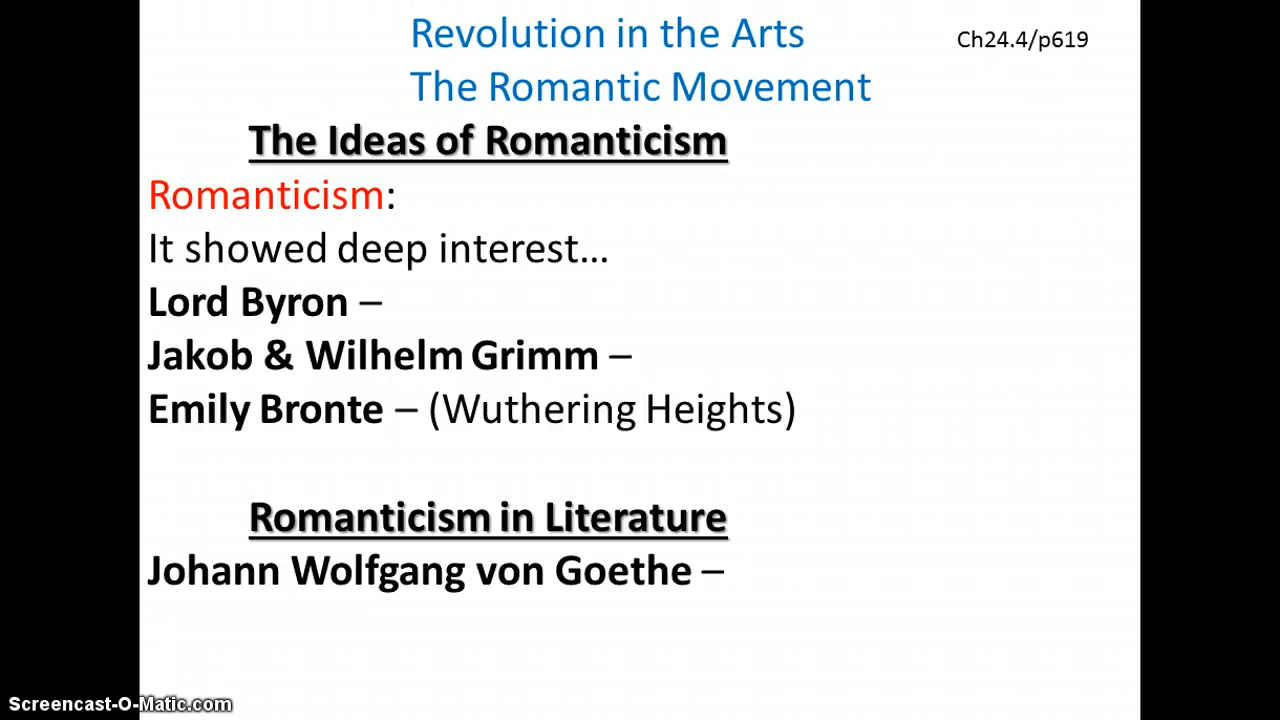 Revolution in the Arts
Ch24.4/p619
The Romantic Movement
The Ideas of Romanticism
Romanticism:
It showed deep interest…
Lord Byron –
Jakob & Wilhelm Grimm –
Emily Bronte – (Wuthering Heights)
Romanticism in Literature
Johann Wolfgang von Goethe –
Screencast-O-Matic.com